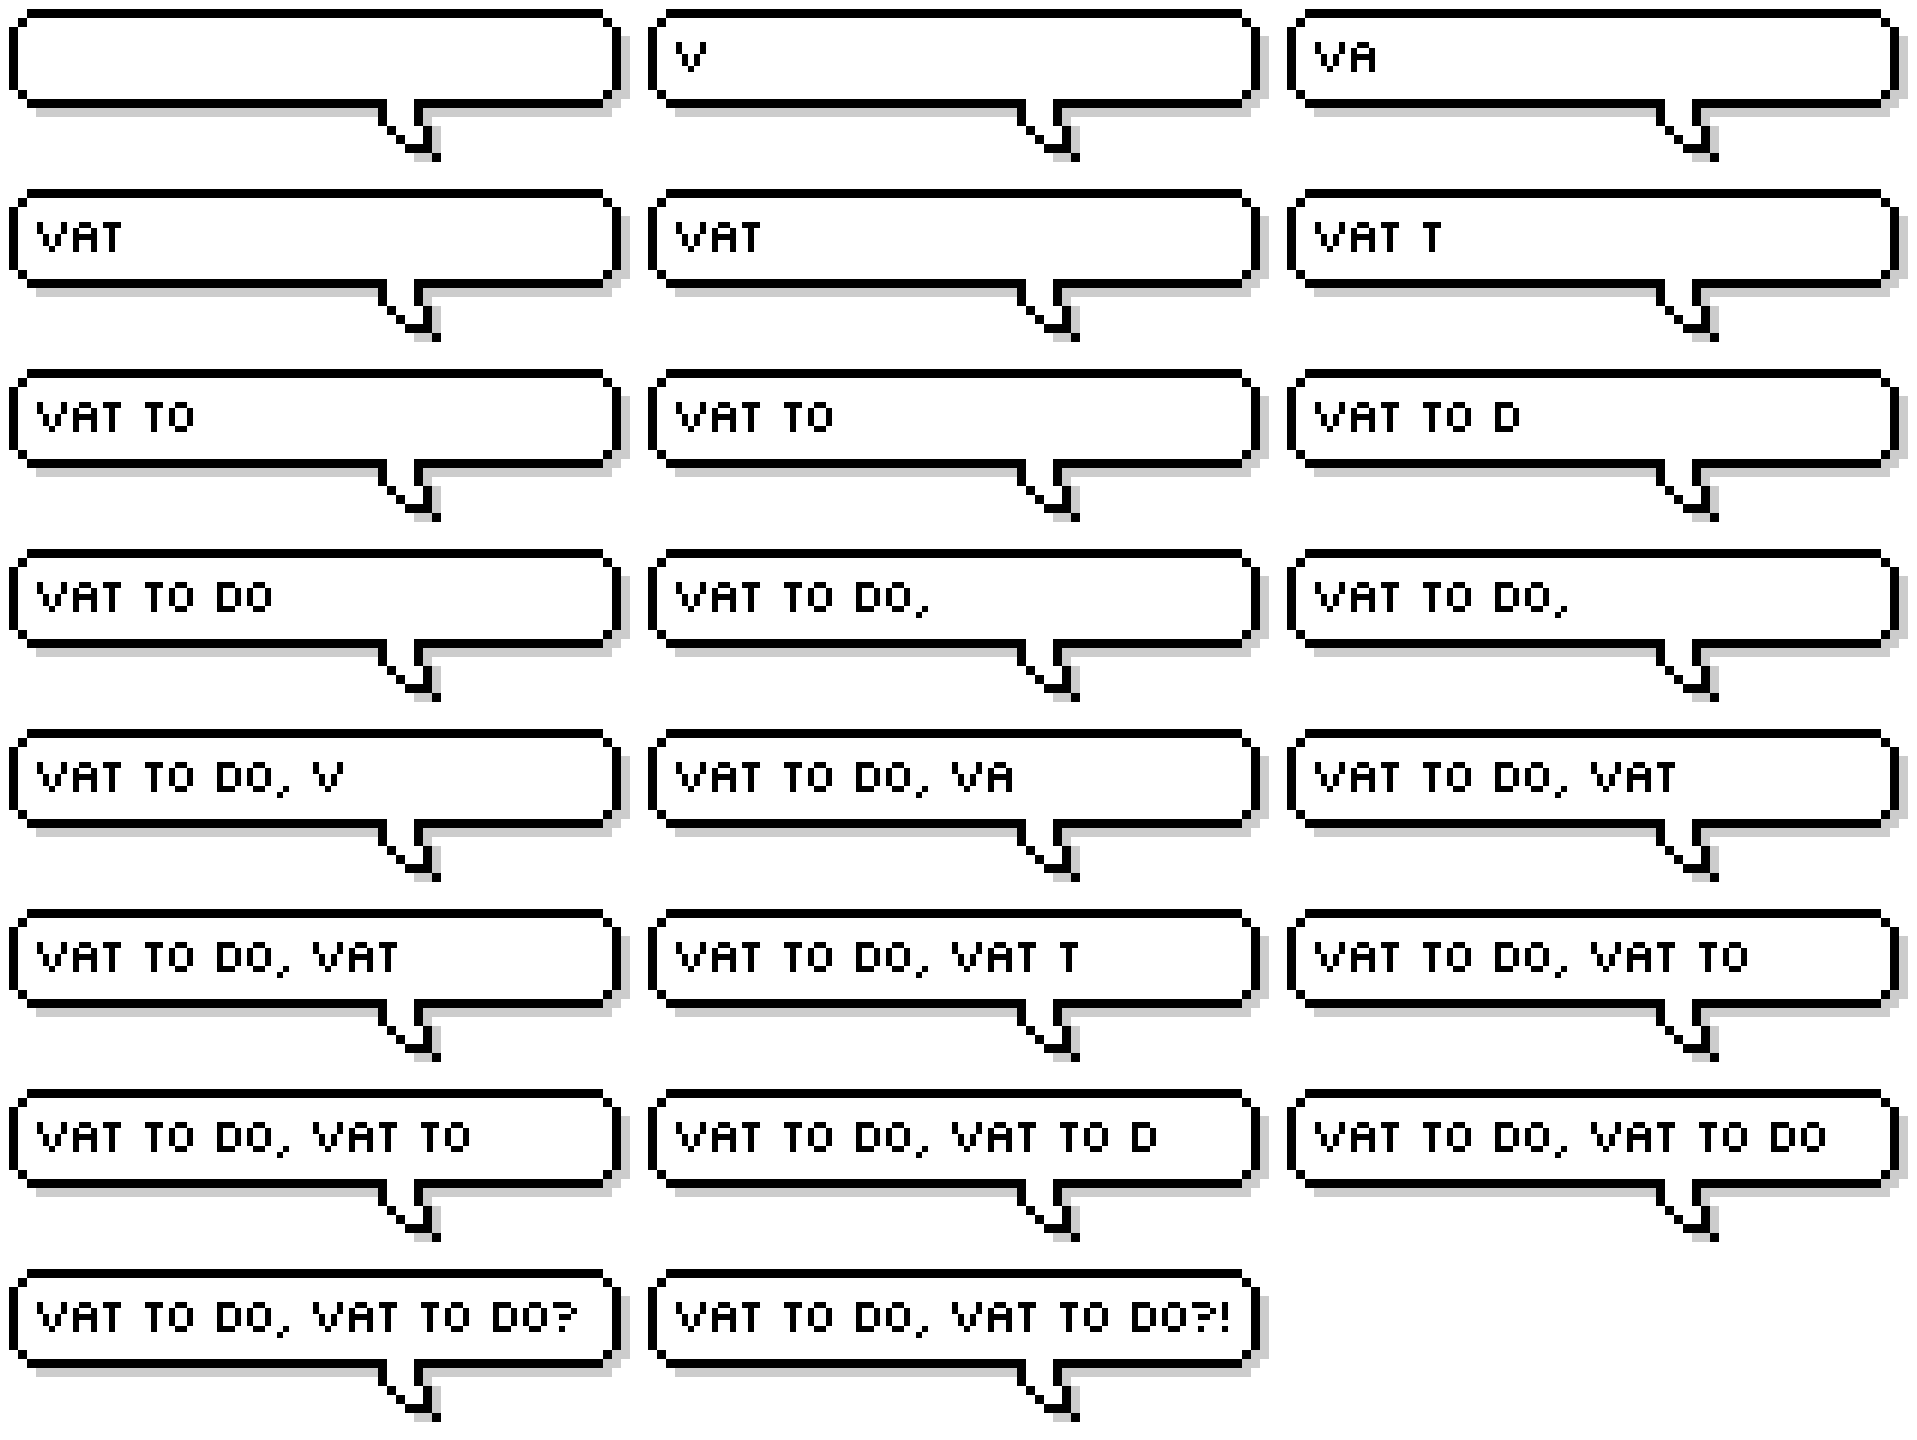 V
VA
VAT
VAT
VAT T
VAT TO
VAT TO
VAT TO D
VAT TO DO
VAT TO DO,
VAT TO DO,
VAT TO DO, V
VAT TO DO, VA
VAT TO DO, VAT
VAT TO DO, VAT
VAT TO DO, VAT T
VAT TO DO, VAT TO
VAT TO DO, VAT TO
VAT TO DO, VAT TO D
VAT TO DO, VAT TO DO
VAT TO DO, VAT TO DO?
VAT TO DO, VAT TO DO?!